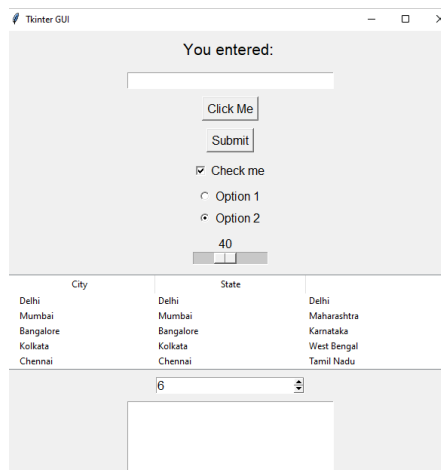 Tkinter GUI
You entered:
Click Me
Submit
Check me
Option 1
Option 2
40
City State
Delhi Delhi Delhi
Mumbai Mumbai Maharashtra
Bangalore Bangalore Karnataka
Kolkata Kolkata West Bengal
Chennai Chennai Tamil Nadu
6